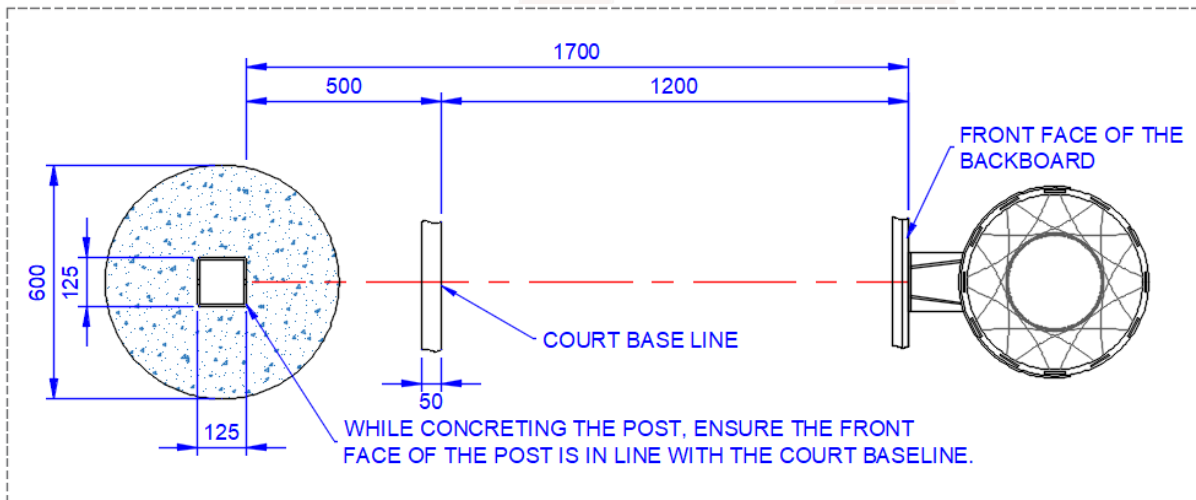 1700
500
1200
FRONT FACE OF THE
BACKBOARD
600
125
COURT BASE LINE
50
125
WHILE CONCRETING THE POST, ENSURE THE FRONT
FACE OF THE POST IS IN LINE WITH THE COURT BASELINE.